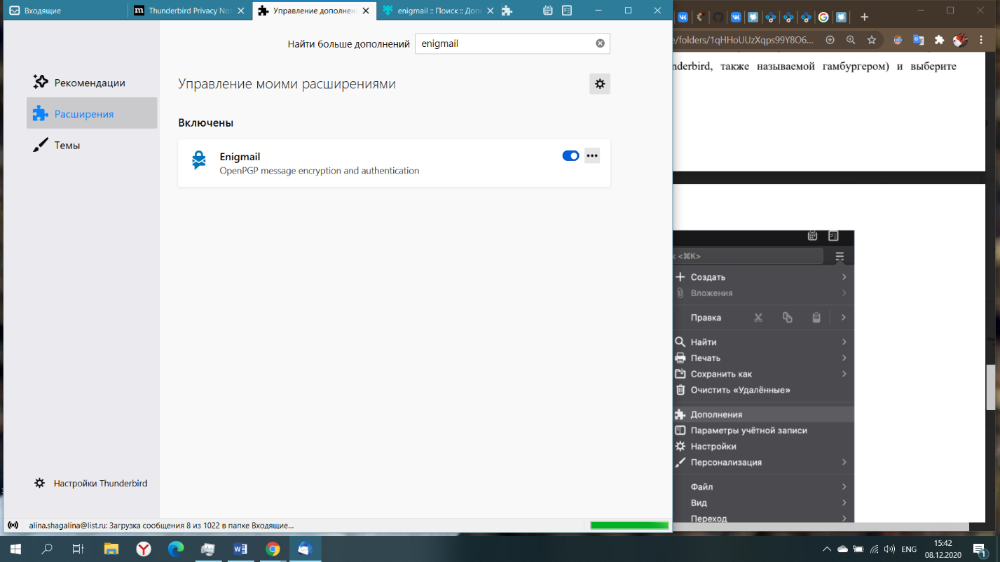 Входящие
Thunderbird Privacy Not
Управление дополнен
enigmail :: Поиск :: Доп
Найти больше дополнений
enigmail
Рекомендации
Расширения
Темы
Управление моими расширениями
Включены
Enigmail
OpenPGP message encryption and authentication
Настройки Thunderbird
alina.shagalina@list.ru: Загрузка сообщения 8 из 1022 в папке Входящие...
e/folders/1qHHoUUzXqps99Y8O6...
nderbird, также называемой гамбургером) и выберите
<⌘K>
Создать
Вложения
Правка
Найти
Печать
Сохранить как
Очистить «Удалённые»
Дополнения
Параметры учётной записи
Настройки
Персонализация
Файл
Вид
Переход
ENG
15:42
08.12.2020
1